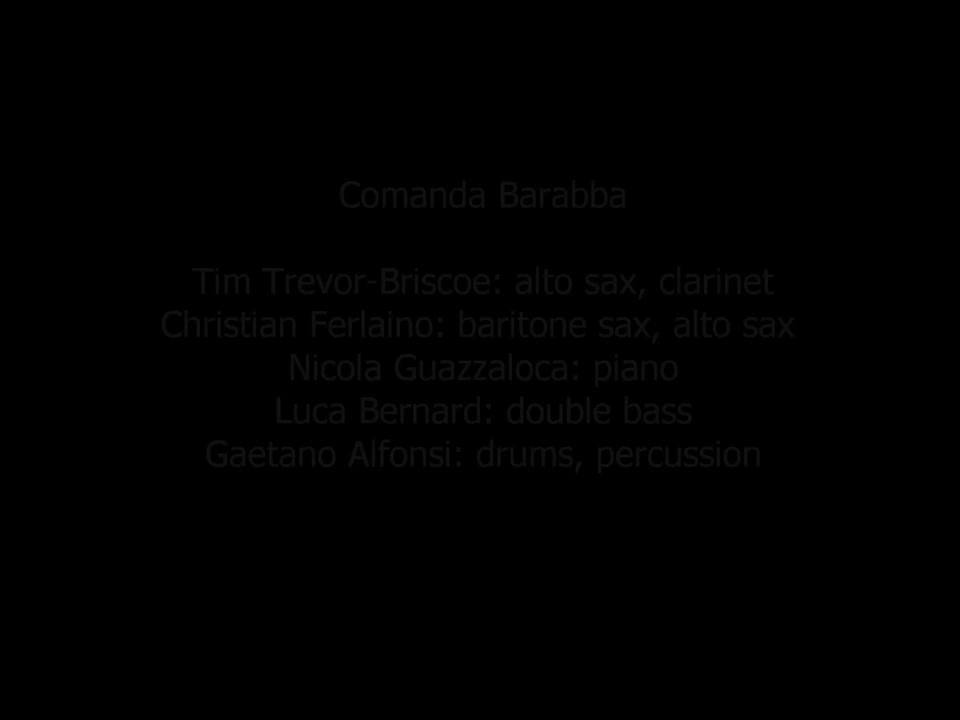 Comanda Barabba
Tim Trevor-Briscoe: alto sax, clarinet
Christian Ferlaino: baritone sax, alto sax
Nicola Guazzaloca: piano
Luca Bernard: double bass
Gaetano Alfonsi: drums, percussion